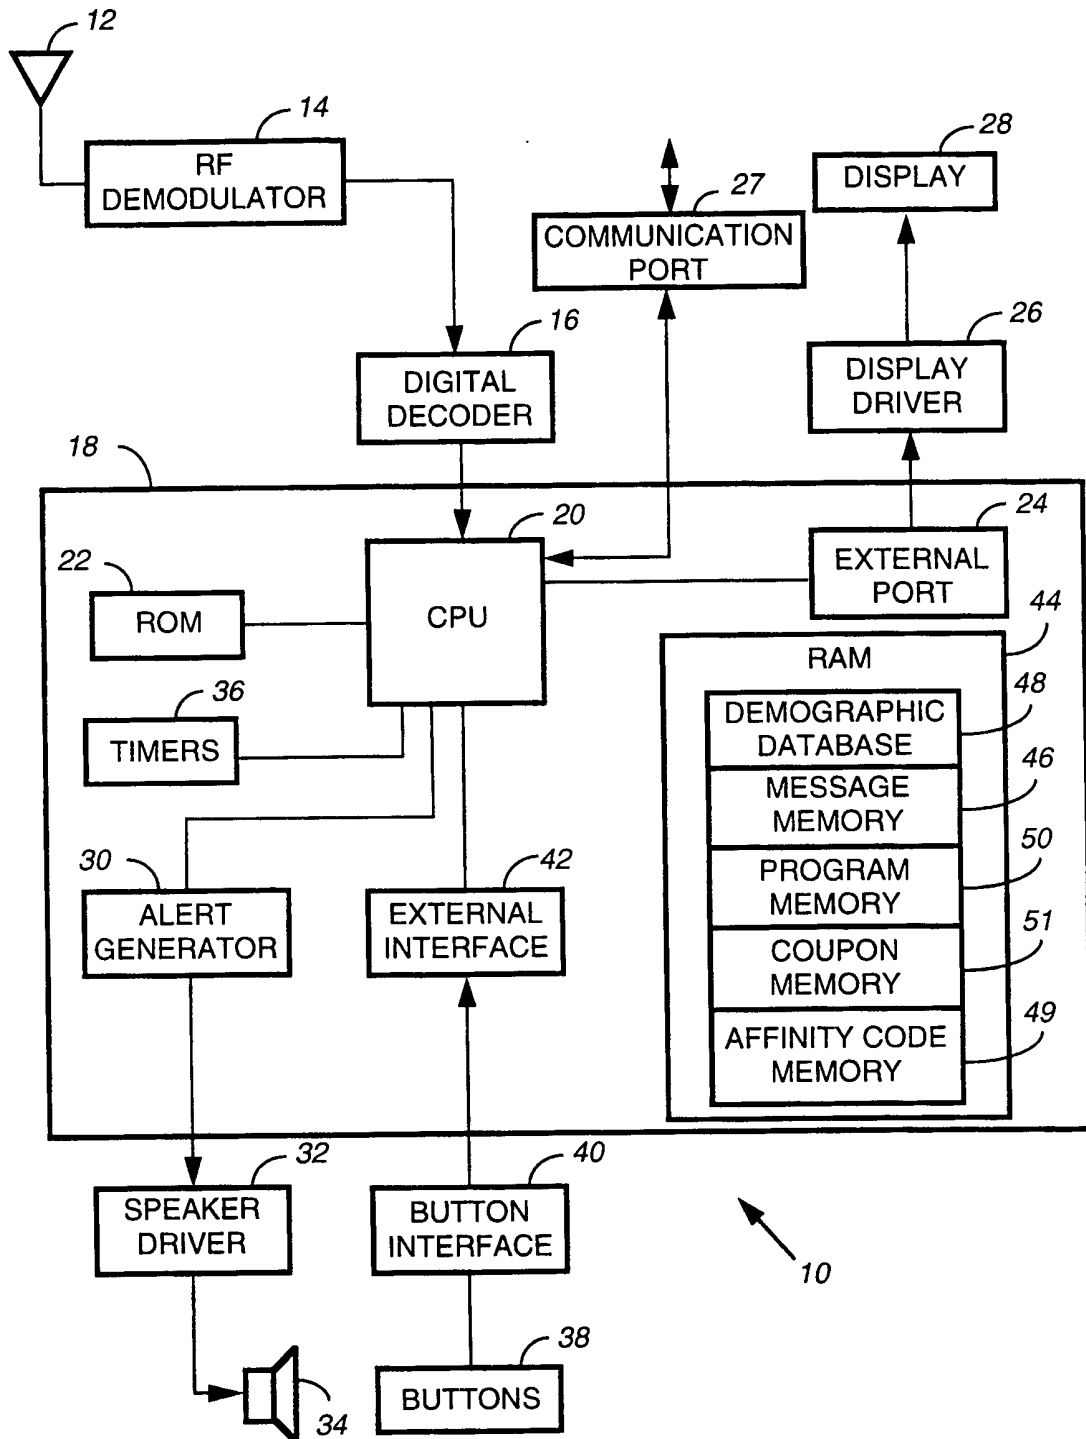 12
14
RF
DEMODULATOR
28
DISPLAY
27
COMMUNICATION
PORT
16
DIGITAL
DECODER
26
DISPLAY
DRIVER
18
20
CPU
24
EXTERNAL
PORT
22
ROM
44
RAM
36
TIMERS
48
DEMOGRAPHIC
DATABASE
46
MESSAGE
MEMORY
50
PROGRAM
MEMORY
51
COUPON
MEMORY
49
AFFINITY CODE
MEMORY
30
ALERT
GENERATOR
42
EXTERNAL
INTERFACE
32
SPEAKER
DRIVER
40
BUTTON
INTERFACE
10
38
BUTTONS
34